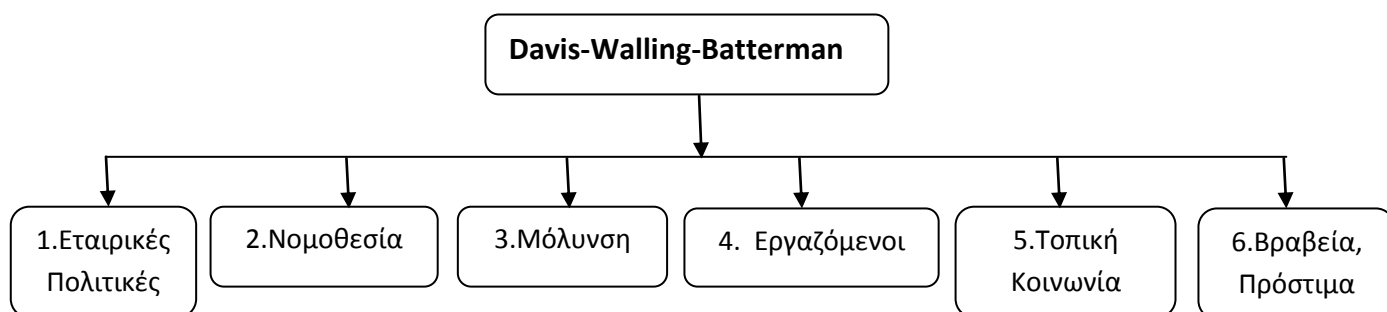 Davis-Walling-Batterman
1.Εταιρικές
Πολιτικές
2.Νομοθεσία
3.Μόλυνση
4. Εργαζόμενοι
5.Τοπική
Κοινωνία
6.Βραβεία,
Πρόστιμα